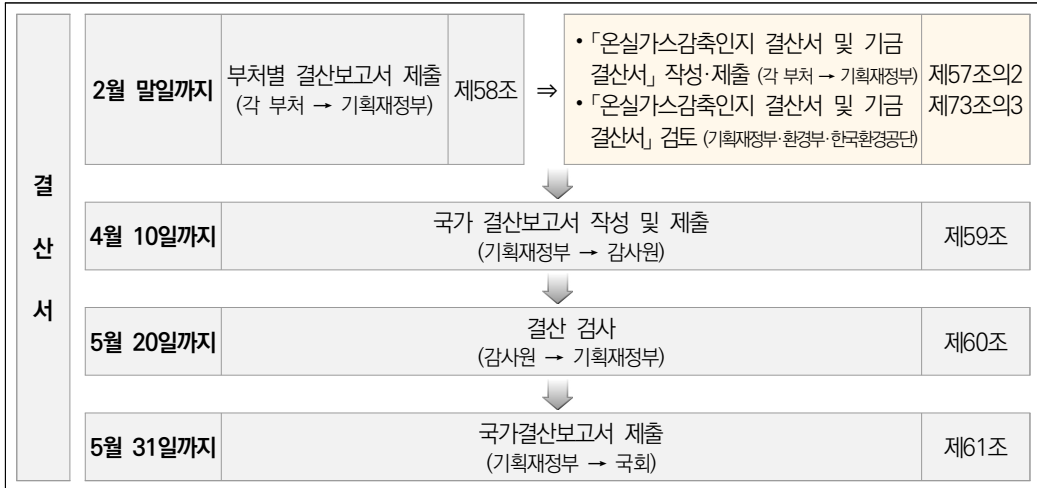 결
산
서
2월 말일까지
부처별 결산보고서 제출
(각 부처 → 기획재정부)
제58조
⇒
•「온실가스감축인지 결산서 및 기금
결산서」 작성·제출 (각 부처 → 기획재정부)
•「온실가스감축인지 결산서 및 기금
결산서」 검토 (기획재정부·환경부·한국환경공단)
제57조의2
제73조의3
4월 10일까지
국가 결산보고서 작성 및 제출
(기획재정부 → 감사원)
제59조
5월 20일까지
결산 검사
(감사원 → 기획재정부)
제60조
5월 31일까지
국가결산보고서 제출
(기획재정부 → 국회)
제61조